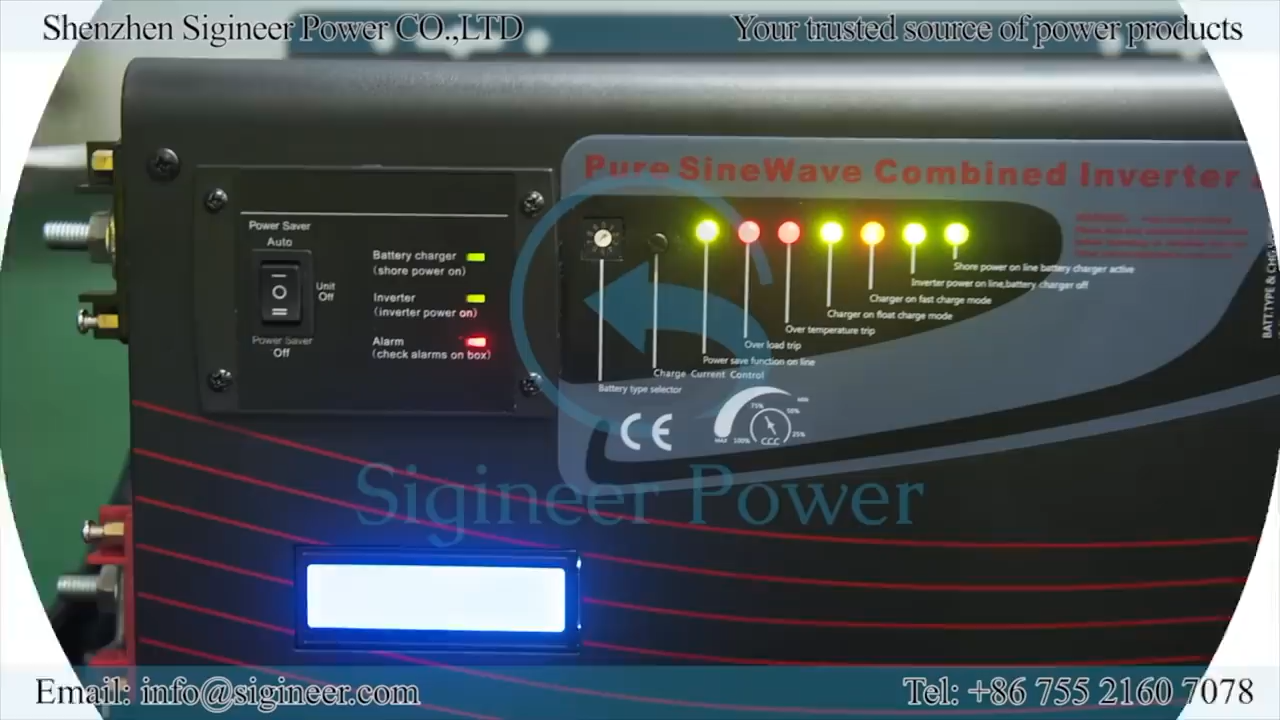 Shenzhen Sigineer Power CO.,LTD
Your trusted source of power products
Pure SineWave Combined Inverter
Power Saver
Auto
Unit
Off
Power Saver
Off
Battery charger
(shore power on)
Inverter
(inverter power on)
Alarm
(check alarms on box)
Shore power on line battery charger active
Inverter power on line,battery charger off
Charger on fast charge mode
Charger on float charge mode
Over temperature trip
Over load trip
Power save function on line
Charge Current Control
Battery type selector
CE
MIN
75%
50%
MAX
100%
CCC
25%
BATT.TYPE & CHG
Sigineer Power
Email: info@sigineer.com
Tel: +86 755 2160 7078